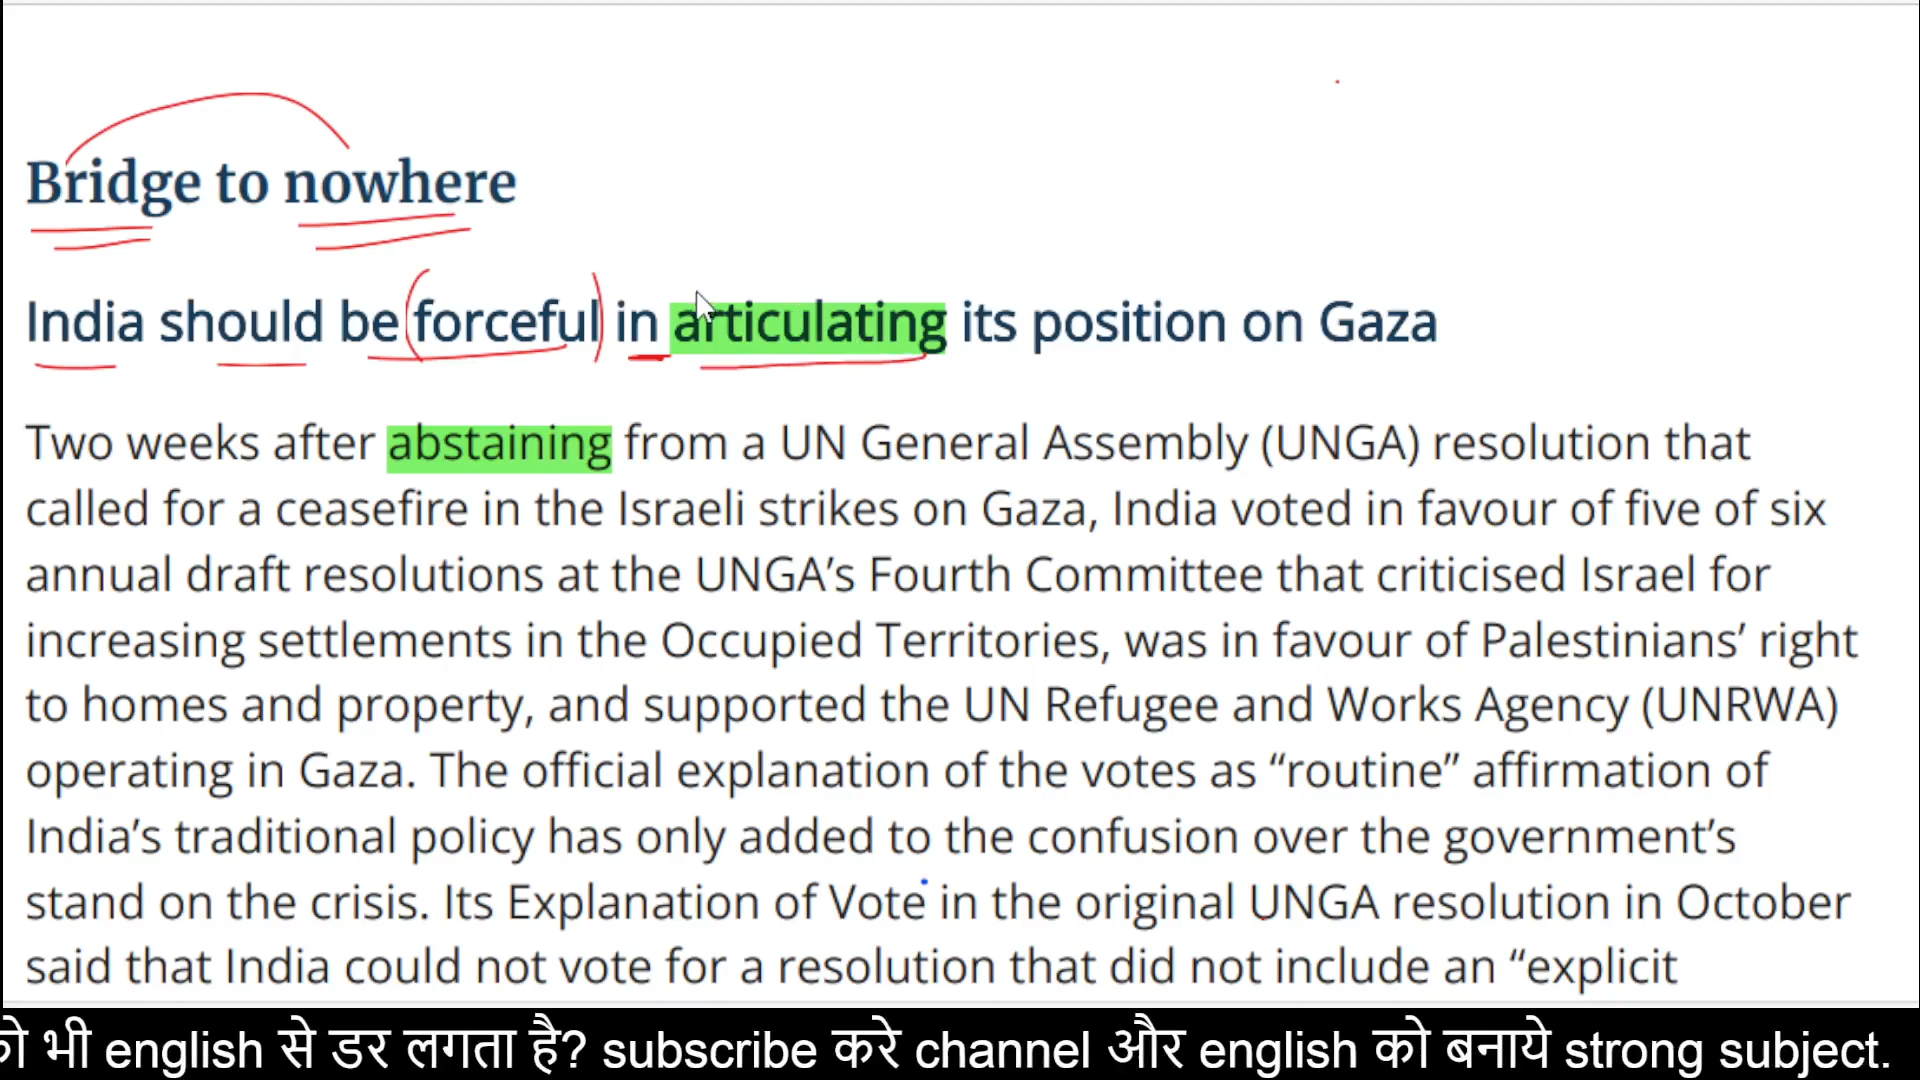 Bridge to nowhere
India should be forceful in articulating its position on Gaza
Two weeks after abstaining from a UN General Assembly (UNGA) resolution that
called for a ceasefire in the Israeli strikes on Gaza, India voted in favour of five of six
annual draft resolutions at the UNGA’s Fourth Committee that criticised Israel for
increasing settlements in the Occupied Territories, was in favour of Palestinians’ right
to homes and property, and supported the UN Refugee and Works Agency (UNRWA)
operating in Gaza. The official explanation of the votes as “routine” affirmation of
India’s traditional policy has only added to the confusion over the government’s
stand on the crisis. Its Explanation of Vote in the original UNGA resolution in October
said that India could not vote for a resolution that did not include an “explicit
भी english से डर लगता है? subscribe करे channel और english को बनाये strong subject.